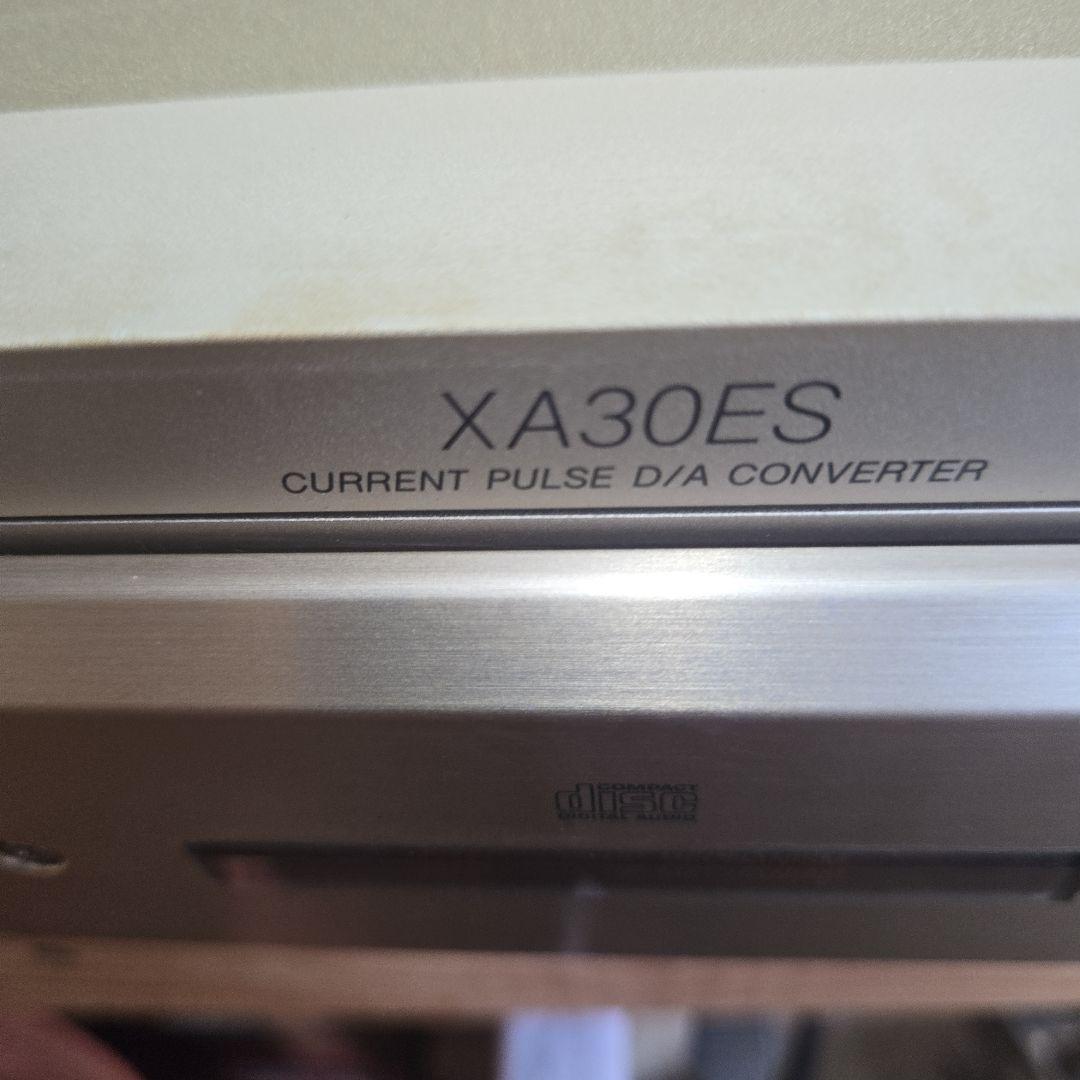 XA30ES
CURRENT PULSE D/A CONVERTER
COMPACT
disc
DIGITAL AUDIO